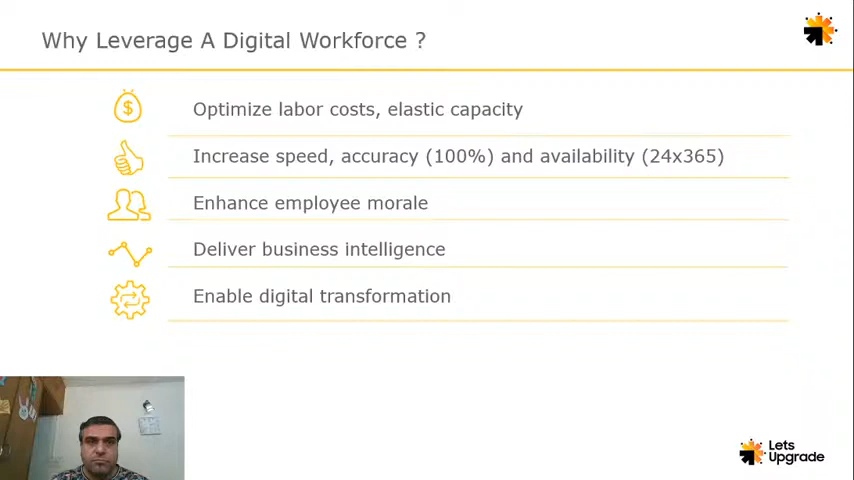 Why Leverage A Digital Workforce ?
Optimize labor costs, elastic capacity
Increase speed, accuracy (100%) and availability (24x365)
Enhance employee morale
Deliver business intelligence
Enable digital transformation
Lets
Upgrade